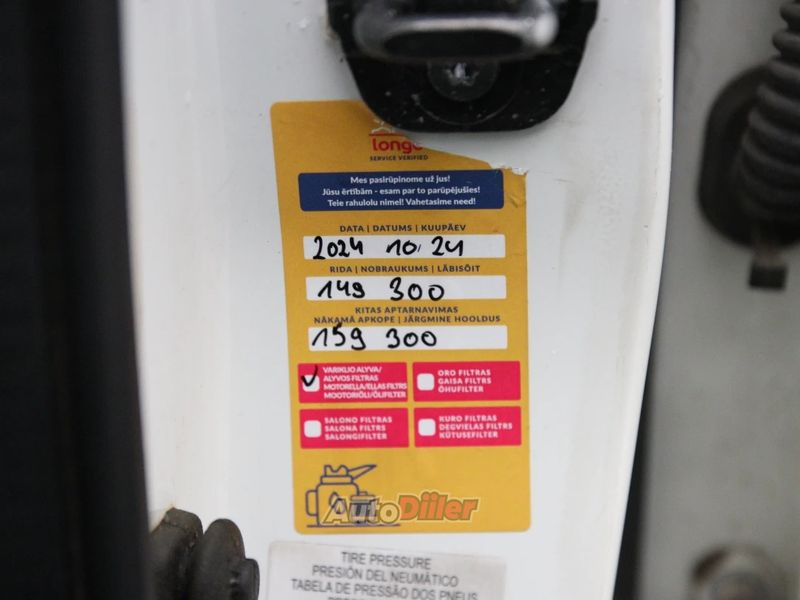 longo
SERVICE VERIFIED
Mes pasirūpinome už jus!
Jūsu ērtībām - esam par to parūpējušies!
Teie rahulolu nimel! Vahetasime need!
DATA | DATUMS | KUUPÄEV
2024 10 24
RIDA | NOBRAUKUMS | LÄBISÕIT
149 300
KITAS APTARNAVIMAS
NĀKAMĀ APKOPE | JÄRGMINE HOOLDUS
159 300
VARIKLIO ALYVA/
ALYVOS FILTRAS
MOTOREĻĻA/EĻĻAS FILTRS
MOOTORIÕLI/ÕLIFILTER
ORO FILTRAS
GAISA FILTRS
ÕHUFILTER
SALONO FILTRAS
SALONA FILTRS
SALONGIFILTER
KURO FILTRAS
DEGVIELAS FILTRS
KÜTUSEFILTER
AutoDiiler
TIRE PRESSURE
PRESIÓN DEL NEUMÁTICO
TABELA DE PRESSÃO DOS PNEUS